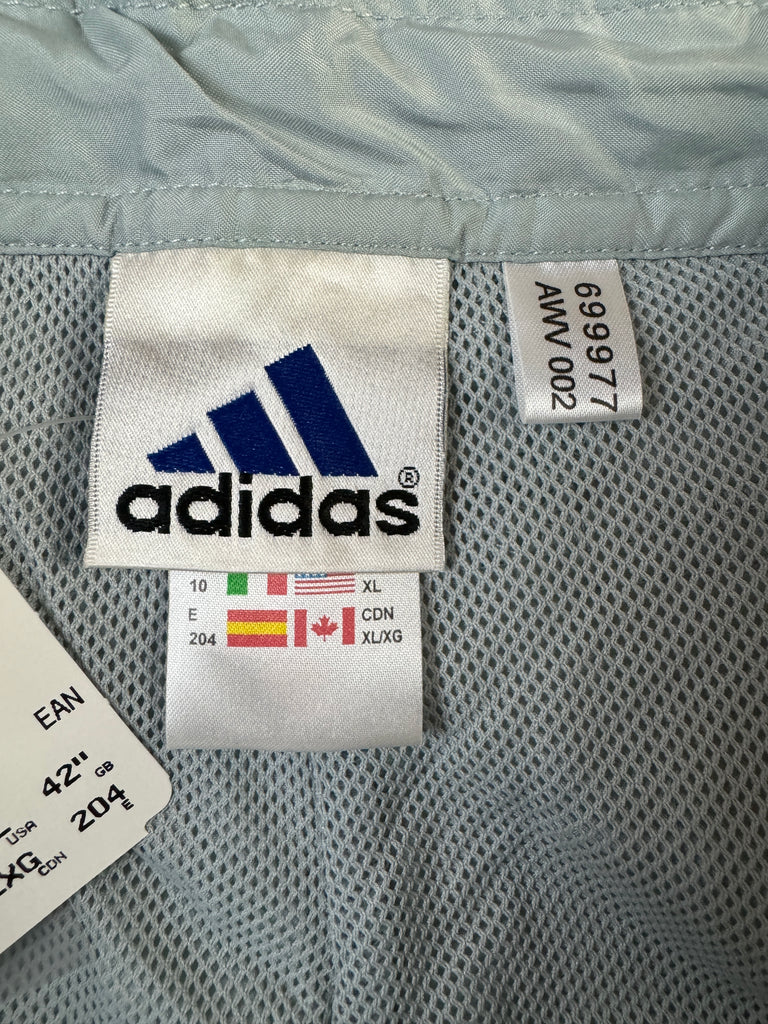 adidas®
699977
AWV 002
10 XL
E CDN
204 XL/XG
EAN
42" GB
USA
204 E
XG CDN